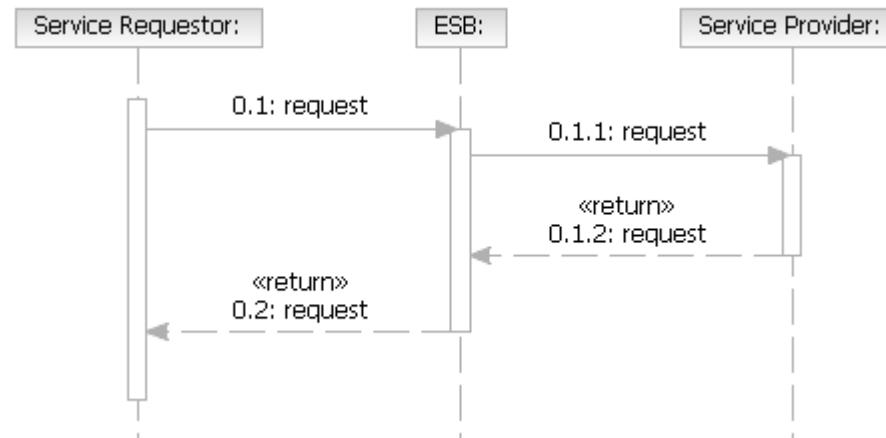 Service Requestor:
ESB:
Service Provider:
0.1: request
0.1.1: request
«return»
0.1.2: request
«return»
0.2: request